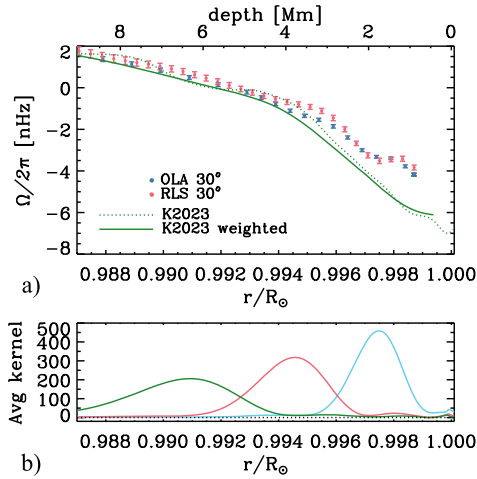 depth [Mm]
8 6 4 2 0
2
0
-2
-4
-6
-8
Ω/2π [nHz]
OLA 30°
RLS 30°
K2023
K2023 weighted
0.988 0.990 0.992 0.994 0.996 0.998 1.000
a)
r/R⊙
500
400
300
200
100
0
Avg kernel
0.988 0.990 0.992 0.994 0.996 0.998 1.000
b)
r/R⊙